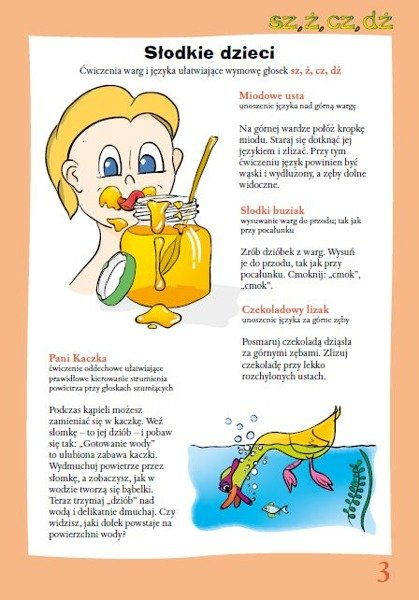 sz, ż, cz, dż
Słodkie dzieci
Ćwiczenia warg i języka ułatwiające wymowę głosek sz, ż, cz, dż
Miodowe usta
unoszenie języka nad górną wargę
Na górnej wardze połóż kropkę
miodu. Staraj się dotknąć jej
językiem i zlizać. Przy tym
ćwiczeniu język powinien być
wąski i wydłużony, a zęby dolne
widoczne.
Słodki buziak
wysuwanie warg do przodu; tak jak
przy pocałunku
Zrób dzióbek z warg. Wysuń
je do przodu, tak jak przy
pocałunku. Cmoknij: „cmok”,
„cmok”.
Czekoladowy lizak
unoszenie języka za górne zęby
Posmaruj czekoladą dziąsła
za górnymi zębami. Zlizuj
czekoladę przy lekko
rozchylonych ustach.
Pani Kaczka
ćwiczenie oddechowe ułatwiające
prawidłowe kierowanie strumienia
powietrza przy głoskach szumiących
Podczas kąpieli możesz
zamieniać się w kaczkę. Weź
słomkę – to jej dziób – i pobaw
się tak: „Gotowanie wody”
to ulubiona zabawa kaczki.
Wydmuchuj powietrze przez
słomkę, a zobaczysz, jak w
wodzie tworzą się bąbelki.
Teraz trzymaj „dziób” nad
wodą i delikatnie dmuchaj. Czy
widzisz, jaki dołek powstaje na
powierzchni wody?
3